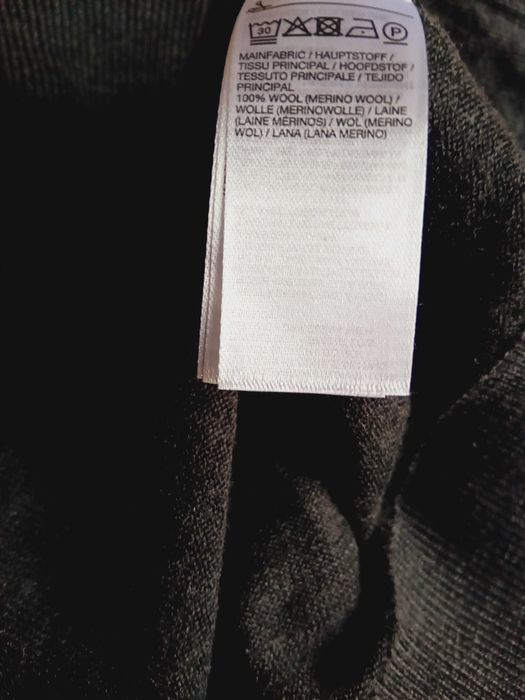 30 P
MAINFABRIC / HAUPTSTOFF /
TISSU PRINCIPAL / HOOFDSTOF /
TESSUTO PRINCIPALE / TEJIDO
PRINCIPAL
100% WOOL (MERINO WOOL) /
WOLLE (MERINOWOLLE) / LAINE
(LAINE MÉRINOS) / WOL (MERINO
WOL) / LANA (LANA MERINO)